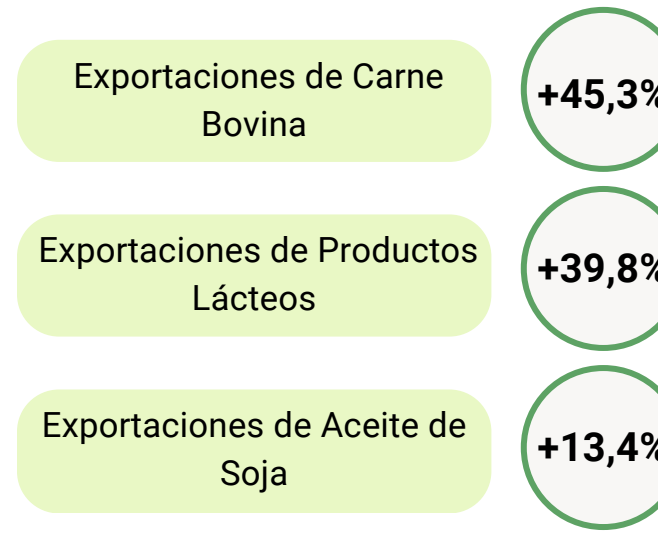 Exportaciones de Carne
Bovina
+45,3%
Exportaciones de Productos
Lácteos
+39,8%
Exportaciones de Aceite de
Soja
+13,4%